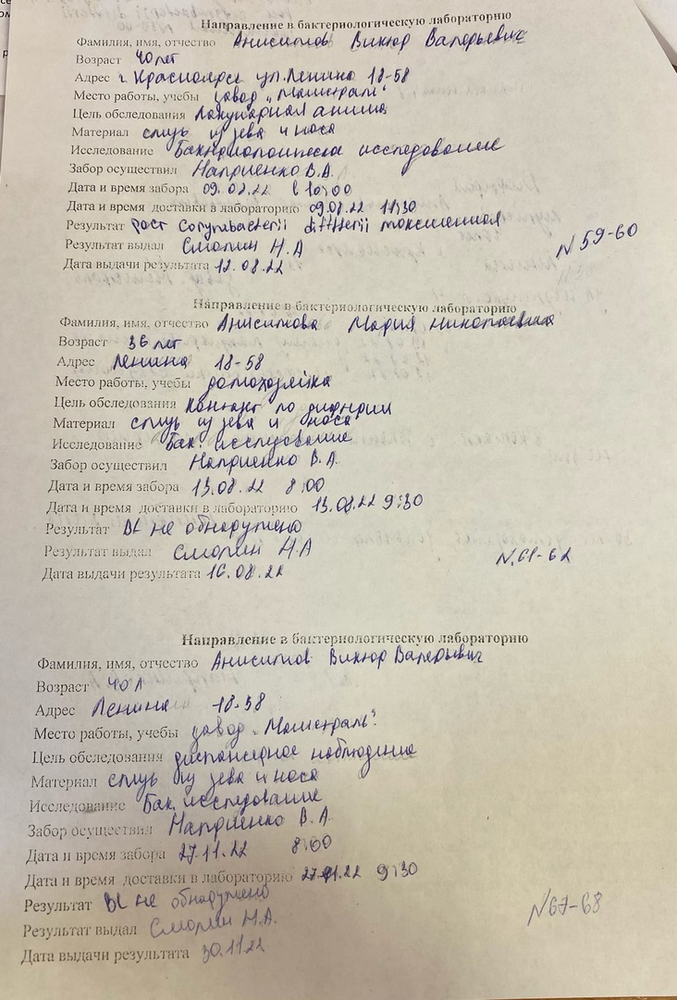 Направление в бактериологическую лабораторию
Фамилия, имя, отчество Анисимов Виктор Валерьевич
Возраст 40 лет
Адрес г. Красноярск ул. Ленина 18-58
Место работы, учебы завод „Магистраль"
Цель обследования Лакунарная ангина
Материал слизь из зева и носа
Исследование Бактериологическое исследование
Забор осуществил Наприенко В.А.
Дата и время забора 09.08.22 в 10:00
Дата и время доставки в лабораторию 09.08.22 11:30
Результат рост Corynebacterii diftterii токсигенная
Результат выдал Смолин Н.А
Дата выдачи результата 12.08.22
N 59-60
Направление в бактериологическую лабораторию
Фамилия, имя, отчество Анисимова Мария Николаевна
Возраст 36 лет
Адрес Ленина 18-58
Место работы, учебы домохозяйка
Цель обследования контакт по дифтерии
Материал слизь из зева и носа
Исследование Бак. исследование
Забор осуществил Наприенко В.А.
Дата и время забора 13.08.22 8:00
Дата и время доставки в лабораторию 13.08.22 9:30
Результат BL не обнаружено
Результат выдал Смолин Н.А
Дата выдачи результата 16.08.22
N 61-62
Направление в бактериологическую лабораторию
Фамилия, имя, отчество Анисимов Виктор Валерьевич
Возраст 40 л
Адрес Ленина 18-58
Место работы, учебы завод „Магистраль".
Цель обследования диспансерное наблюдение
Материал слизь из зева и носа
Исследование Бак. исследование
Забор осуществил Наприенко В.А.
Дата и время забора 27.11.22 8:00
Дата и время доставки в лабораторию 27.11.22 9:30
Результат BL не обнаружено
Результат выдал Смолин Н.А.
Дата выдачи результата 30.11.22
N 67-68